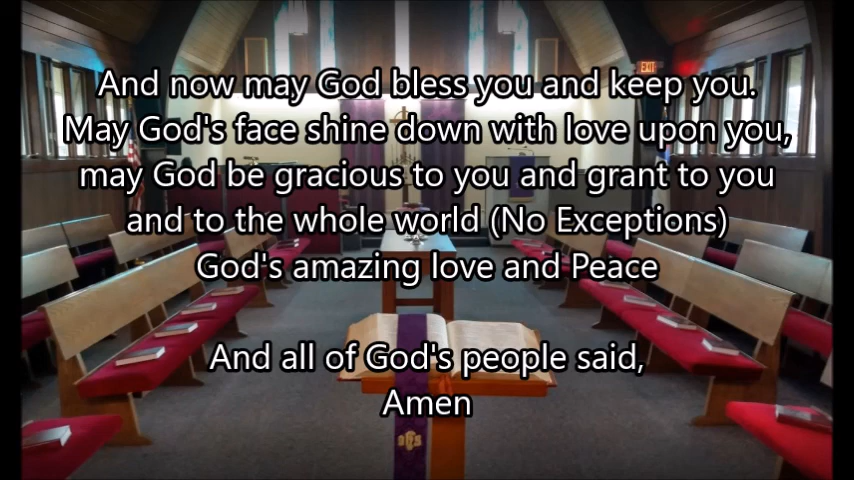 And now may God bless you and keep you.
May God's face shine down with love upon you,
may God be gracious to you and grant to you
and to the whole world (No Exceptions)
God's amazing love and Peace
And all of God's people said,
Amen
EXIT